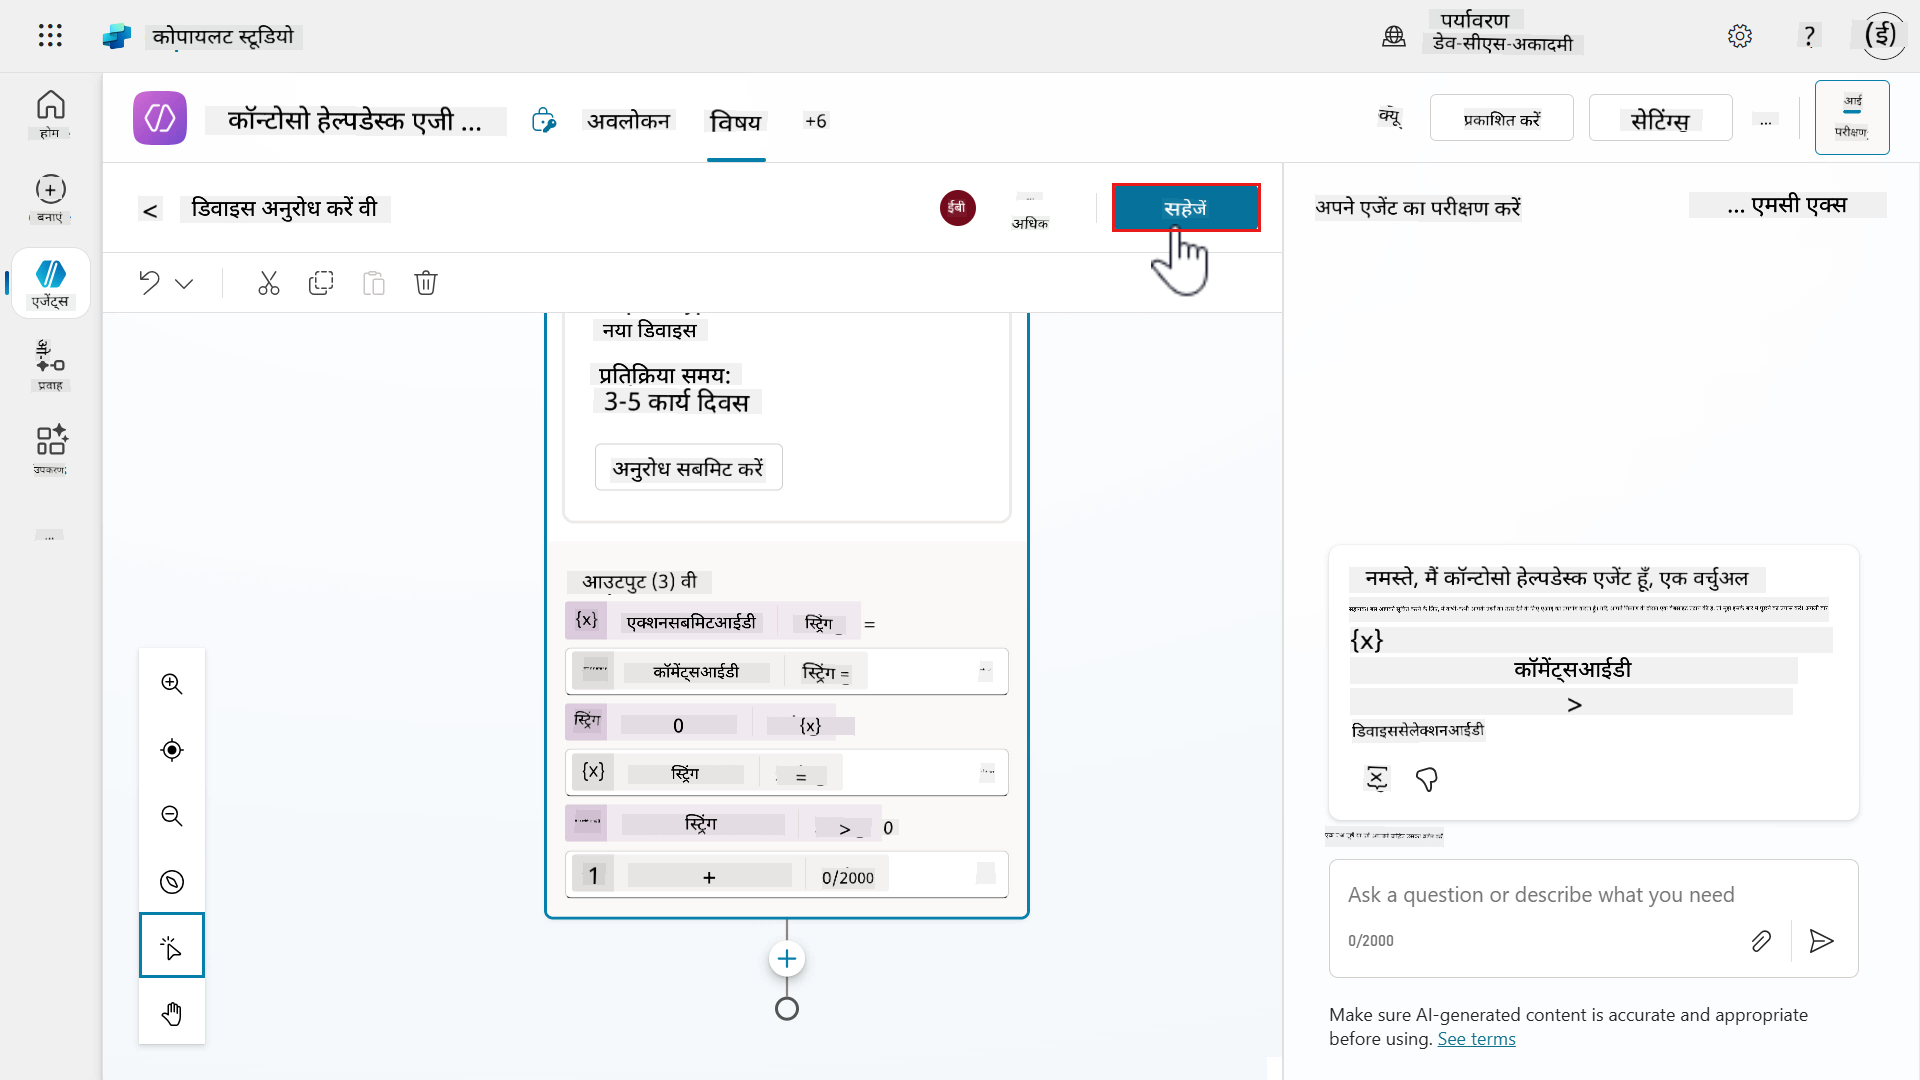 कोपायलट स्टूडियो
पर्यावरण
डेव-सीएस-अकादमी
?
(ई)
होम
बनाएं
एजेंट्स
प्रवाह
उपकरण
...
कॉन्टोसो हेल्पडेस्क एजी ...
अवलोकन
विषय
+6
क्यू
प्रकाशित करें
सेटिंग्स
...
आई
परीक्षण
<
डिवाइस अनुरोध करें वी
ईबी
अधिक
सहेजें
नया डिवाइस
प्रतिक्रिया समय:
3-5 कार्य दिवस
अनुरोध सबमिट करें
आउटपुट (3) वी
{x} एक्शनसबमिटआईडी स्ट्रिंग =
कॉमेंट्सआईडी स्ट्रिंग =
स्ट्रिंग 0 {x}
{x} स्ट्रिंग =
स्ट्रिंग > 0
1 + 0/2000
अपने एजेंट का परीक्षण करें
... एमसी एक्स
नमस्ते, मैं कॉन्टोसो हेल्पडेस्क एजेंट हूँ, एक वर्चुअल
{x}
कॉमेंट्सआईडी
>
डिवाइससेलेक्शनआईडी
Ask a question or describe what you need
0/2000
Make sure AI-generated content is accurate and appropriate
before using. See terms